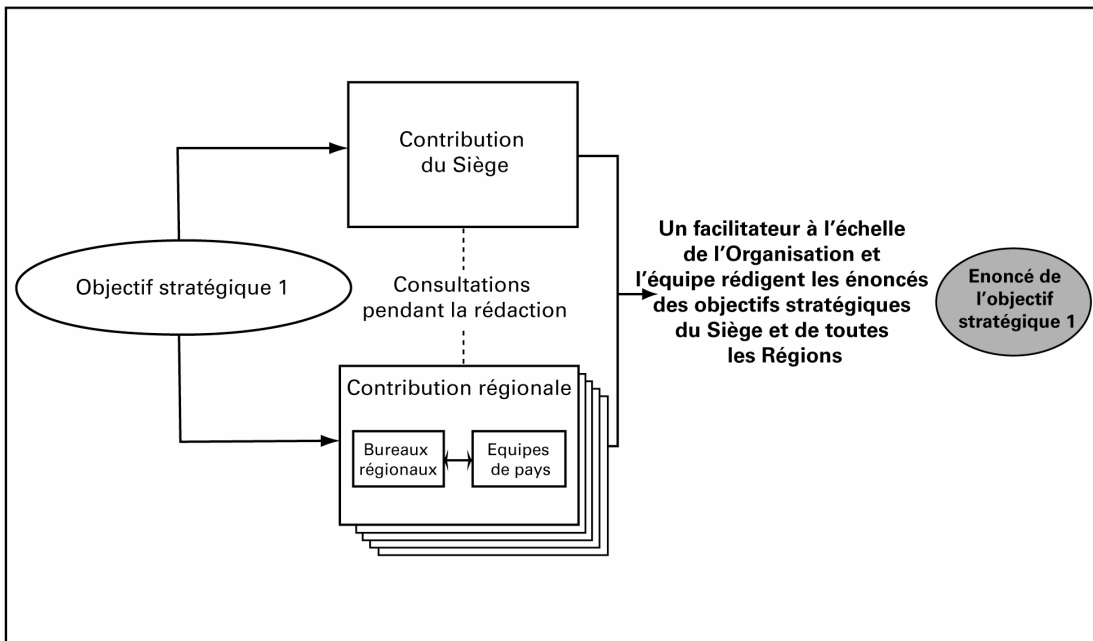 Contribution
du Siège
Objectif stratégique 1
Consultations
pendant la rédaction
Contribution régionale
Bureaux
régionaux
Equipes
de pays
Un facilitateur à l’échelle
de l’Organisation et
l’équipe rédigent les énoncés
des objectifs stratégiques
du Siège et de toutes
les Régions
Enoncé de
l’objectif
stratégique 1